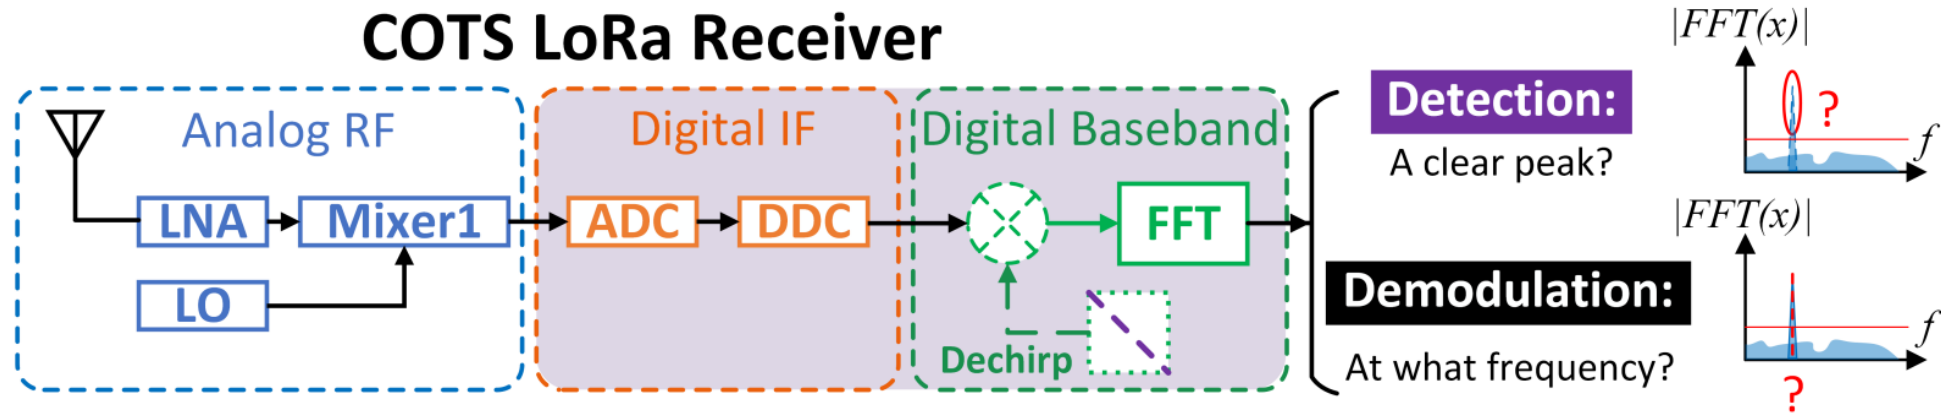 COTS LoRa Receiver
Analog RF
LNA
Mixer1
LO
Digital IF
ADC
DDC
Digital Baseband
FFT
Dechirp
Detection:
A clear peak?
|FFT(x)|
?
f
Demodulation:
At what frequency?
|FFT(x)|
f
?